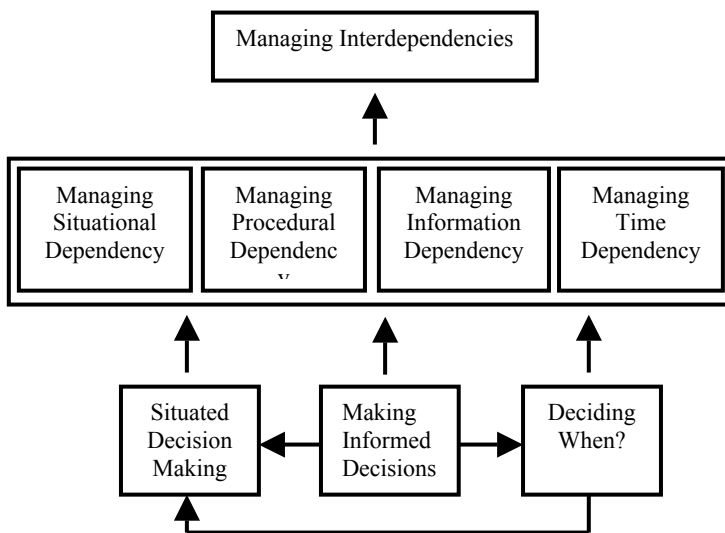 Managing Interdependencies
Managing
Situational
Dependency
Managing
Procedural
Dependenc
y
Managing
Information
Dependency
Managing
Time
Dependency
Situated
Decision
Making
Making
Informed
Decisions
Deciding
When?